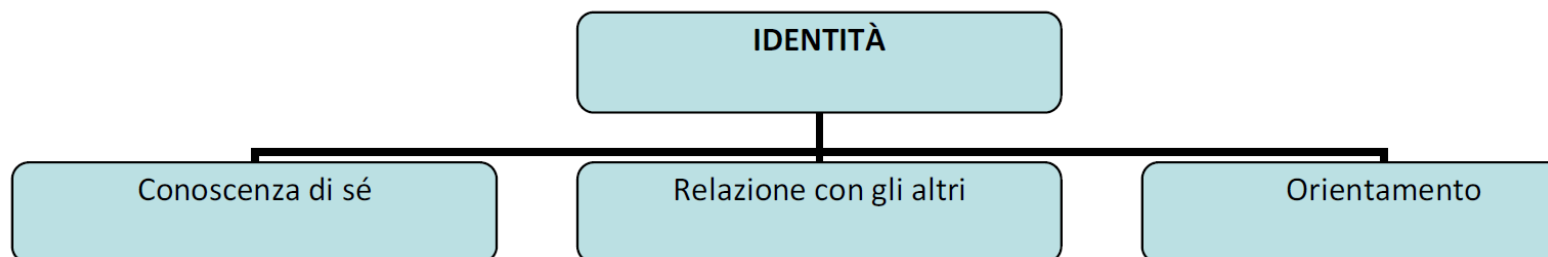 IDENTITÀ
Conoscenza di sé
Relazione con gli altri
Orientamento